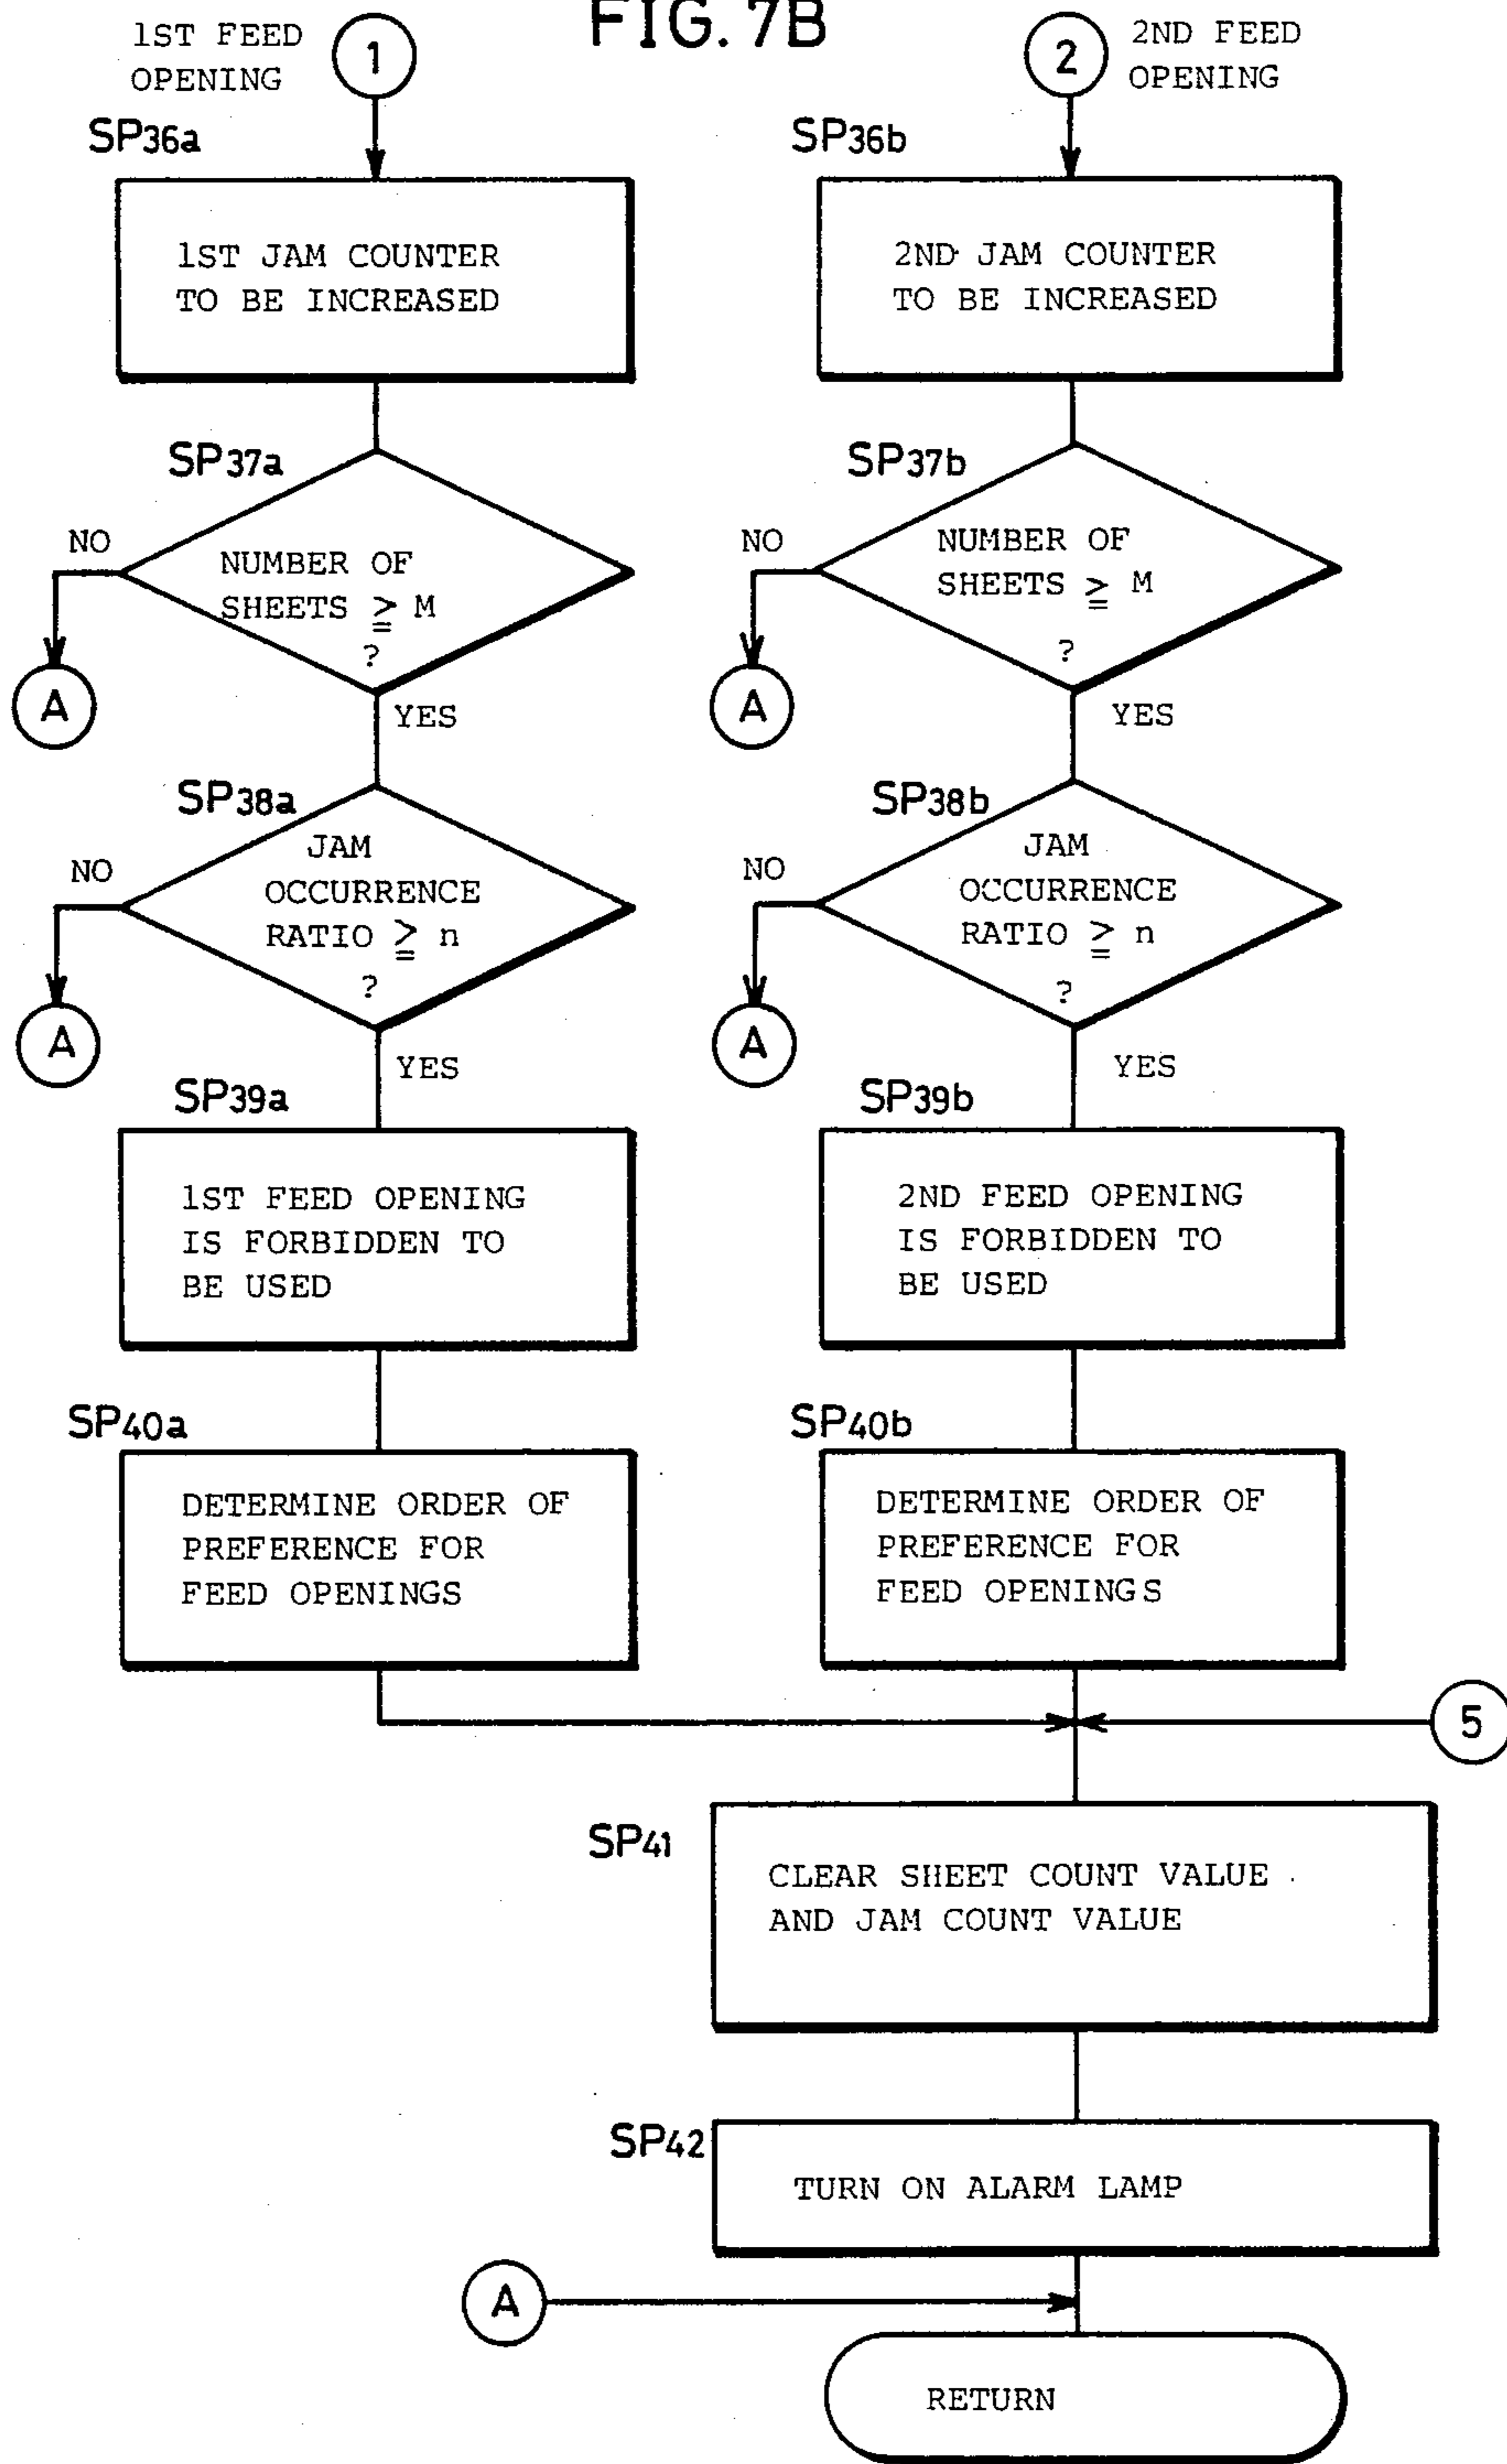 FIG. 7B
1ST FEED
OPENING
1
2
2ND FEED
OPENING
SP36a
1ST JAM COUNTER
TO BE INCREASED
SP36b
2ND JAM COUNTER
TO BE INCREASED
SP37a
NO
NUMBER OF
SHEETS ≧ M
?
A
YES
SP37b
NO
NUMBER OF
SHEETS ≧ M
?
A
YES
SP38a
NO
JAM
OCCURRENCE
RATIO ≧ n
?
A
YES
SP38b
NO
JAM
OCCURRENCE
RATIO ≧ n
?
A
YES
SP39a
1ST FEED OPENING
IS FORBIDDEN TO
BE USED
SP39b
2ND FEED OPENING
IS FORBIDDEN TO
BE USED
SP40a
DETERMINE ORDER OF
PREFERENCE FOR
FEED OPENINGS
SP40b
DETERMINE ORDER OF
PREFERENCE FOR
FEED OPENINGS
5
SP41
CLEAR SHEET COUNT VALUE
AND JAM COUNT VALUE
SP42
TURN ON ALARM LAMP
A
RETURN